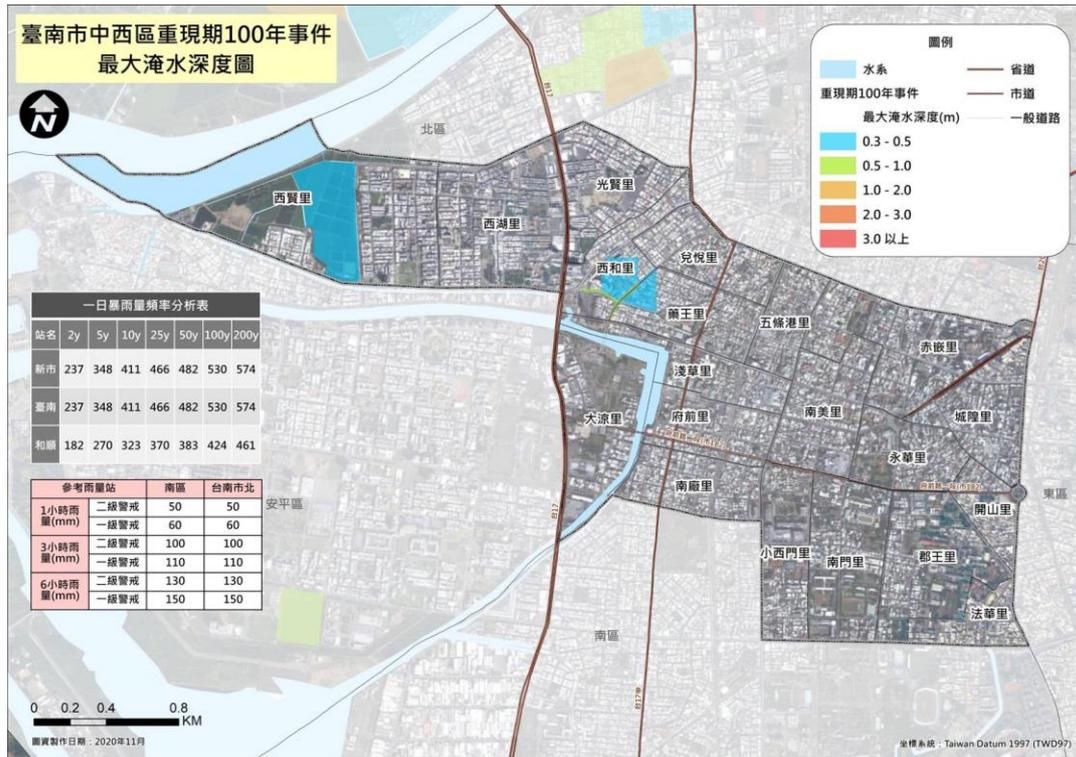 臺南市中西區重現期100年事件
最大淹水深度圖
N
圖例
水系
省道
重現期100年事件
市道
最大淹水深度(m)
一般道路
0.3 - 0.5
0.5 - 1.0
1.0 - 2.0
2.0 - 3.0
3.0 以上
台17
北區
光賢里
西賢里
西湖里
兌悅里
西和里
藥王里
五條港里
赤嵌里
淺草里
大涼里
府前里
南美里
城隍里
永華里
南廠里
開山里
東區
小西門里
南門里
郡王里
法華里
安平區
南區
台17
台17甲
一日暴雨量頻率分析表
站名 2y 5y 10y 25y 50y 100y 200y
新市 237 348 411 466 482 530 574
臺南 237 348 411 466 482 530 574
和順 182 270 323 370 383 424 461
參考雨量站 南區 台南市北
1小時雨量(mm) 二級警戒 50 50
一級警戒 60 60
3小時雨量(mm) 二級警戒 100 100
一級警戒 110 110
6小時雨量(mm) 二級警戒 130 130
一級警戒 150 150
0 0.2 0.4 0.8
KM
圖資製作日期：2020年11月
坐標系統：Taiwan Datum 1997 (TWD97)